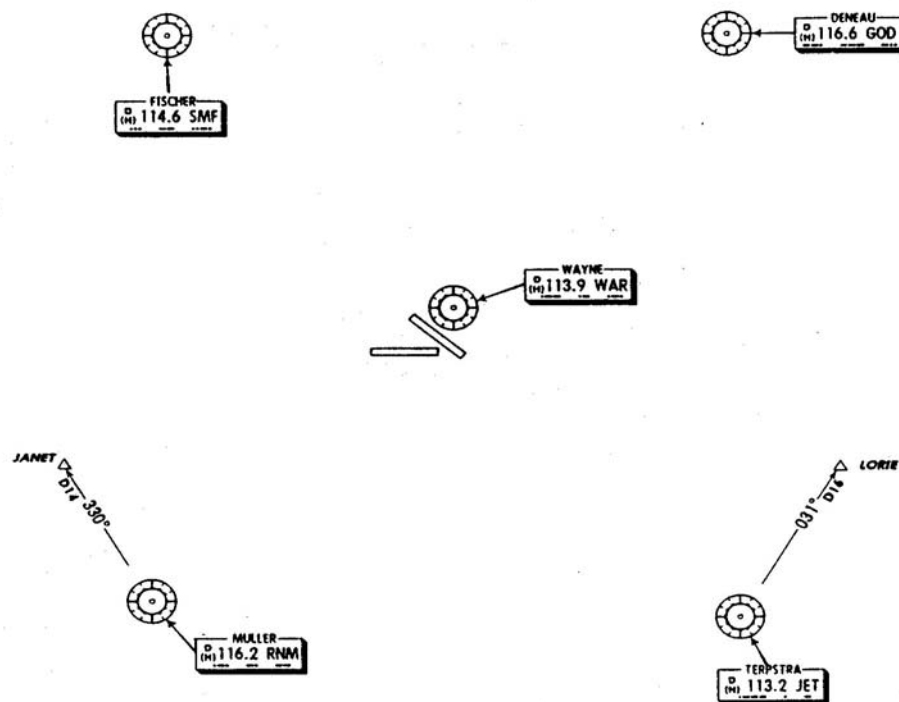 FISCHER
D
(H) 114.6 SMF
DENEAU
D
(H) 116.6 GOD
WAYNE
D
(H) 113.9 WAR
JANET
D14
330°
LORIE
031°
D16
MULLER
D
(H) 116.2 RNM
TERPSTRA
D
(H) 113.2 JET